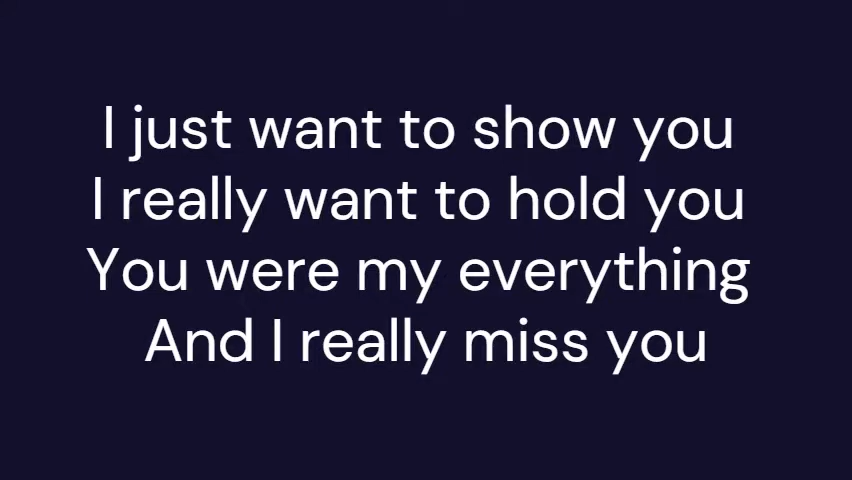 I just want to show you
I really want to hold you
You were my everything
And I really miss you